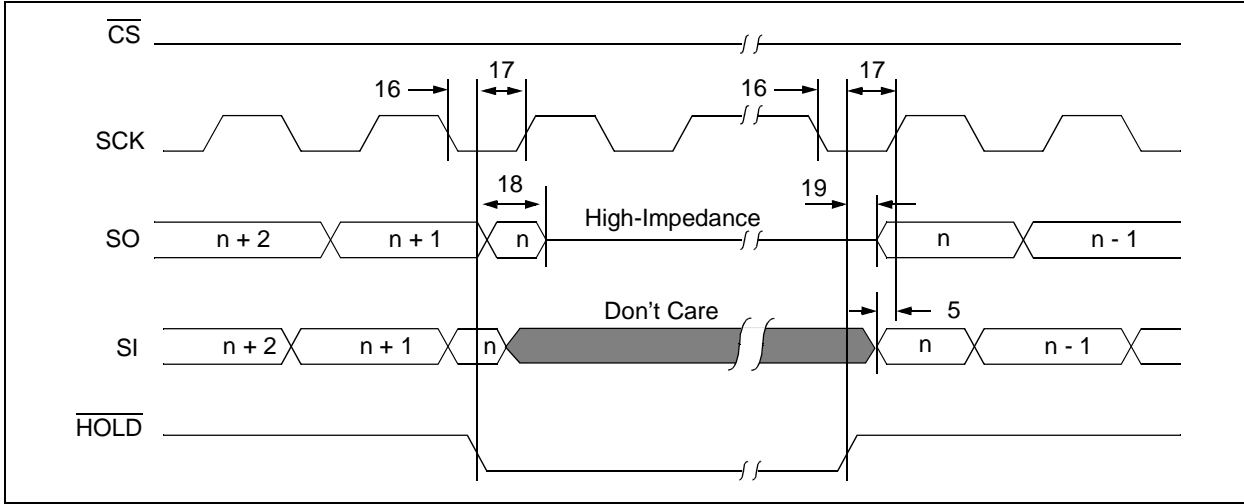 CS
16
17
16
17
SCK
18
19
High-Impedance
SO
n + 2
n + 1
n
n
n - 1
Don't Care
5
SI
n + 2
n + 1
n
n
n - 1
HOLD